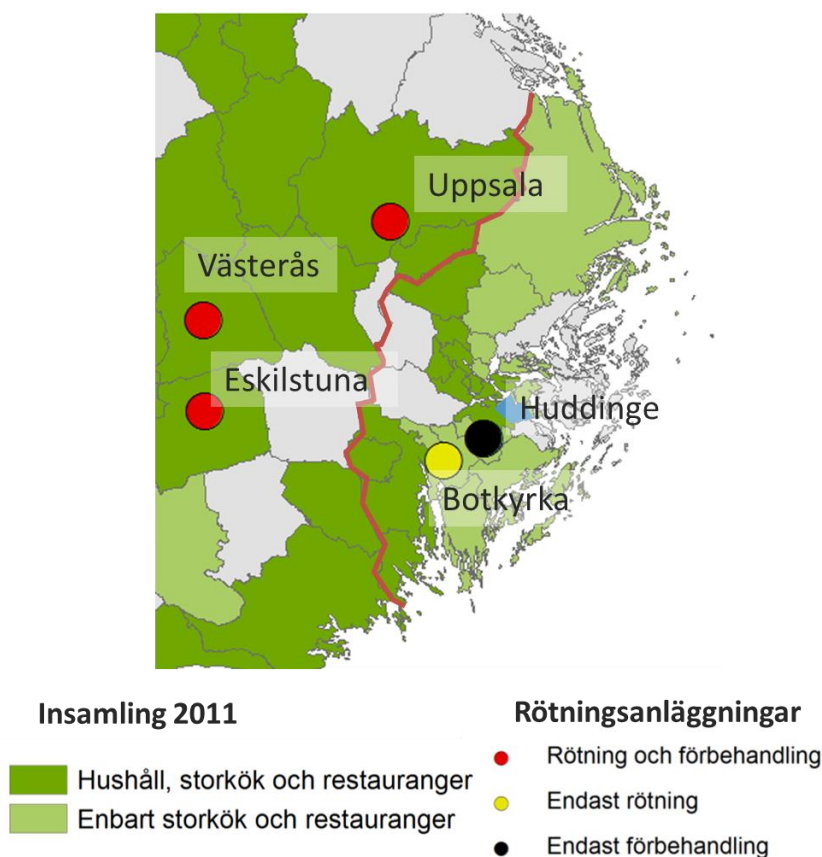 Uppsala
Västerås
Eskilstuna
Huddinge
Botkyrka
Insamling 2011
Hushåll, storkök och restauranger
Enbart storkök och restauranger
Rötningsanläggningar
Rötning och förbehandling
Endast rötning
Endast förbehandling